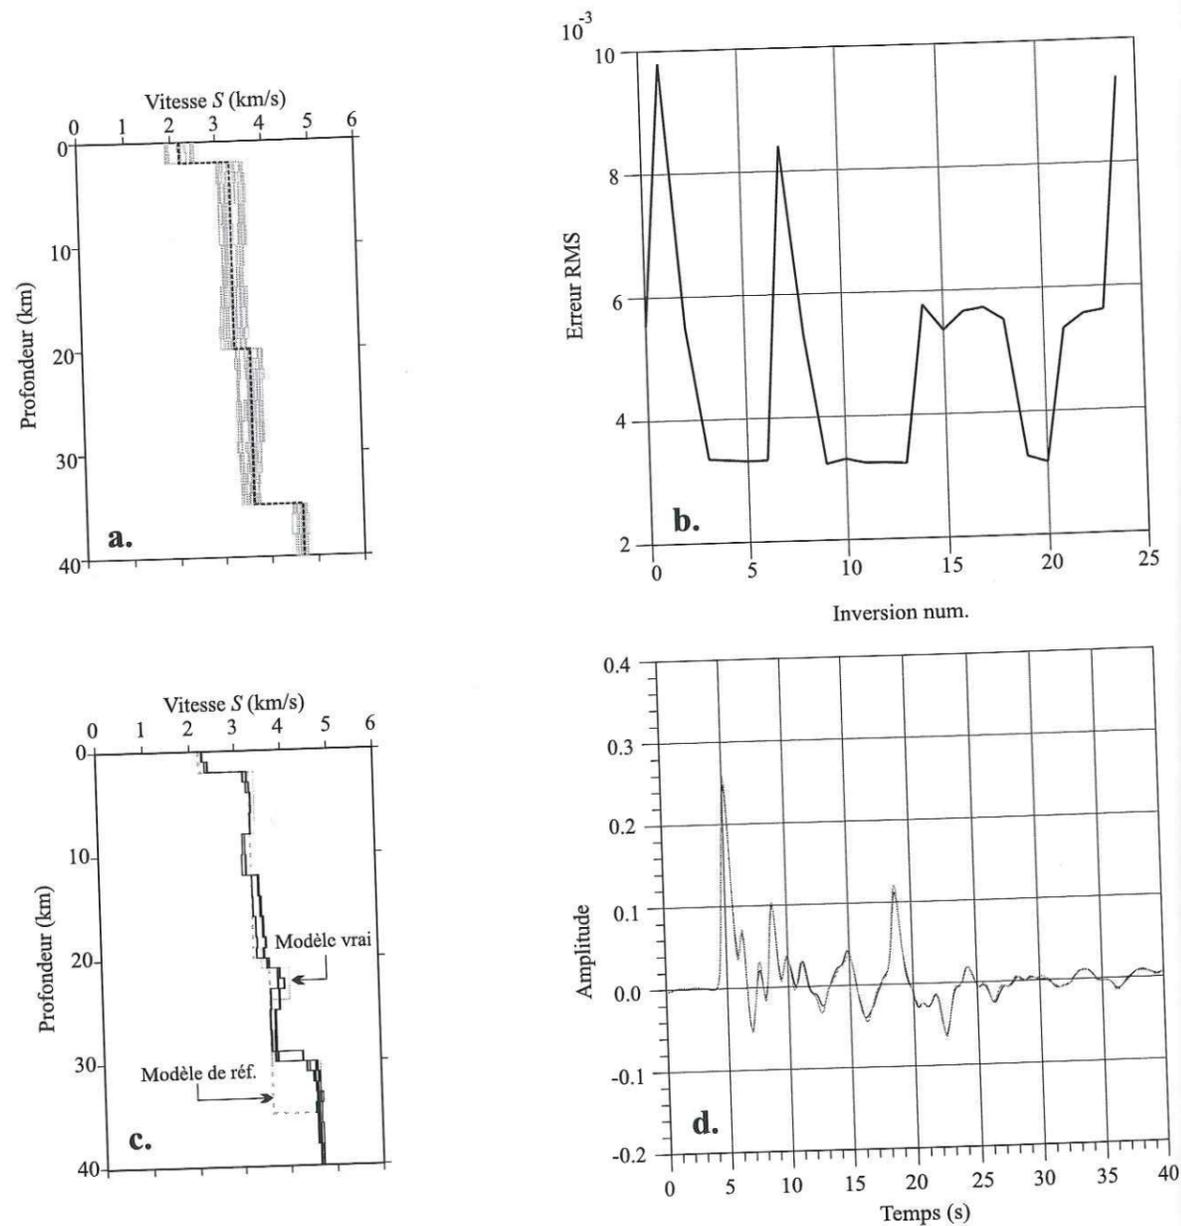 Vitesse S (km/s)
0 1 2 3 4 5 6
0
10
20
30
40
Profondeur (km)
a.
10^-3
10
8
6
4
2
Erreur RMS
b.
0 5 10 15 20 25
Inversion num.
Vitesse S (km/s)
0 1 2 3 4 5 6
0
10
20
30
40
Profondeur (km)
Modèle vrai
Modèle de réf.
c.
0.4
0.3
0.2
0.1
0.0
-0.1
-0.2
Amplitude
d.
0 5 10 15 20 25 30 35 40
Temps (s)